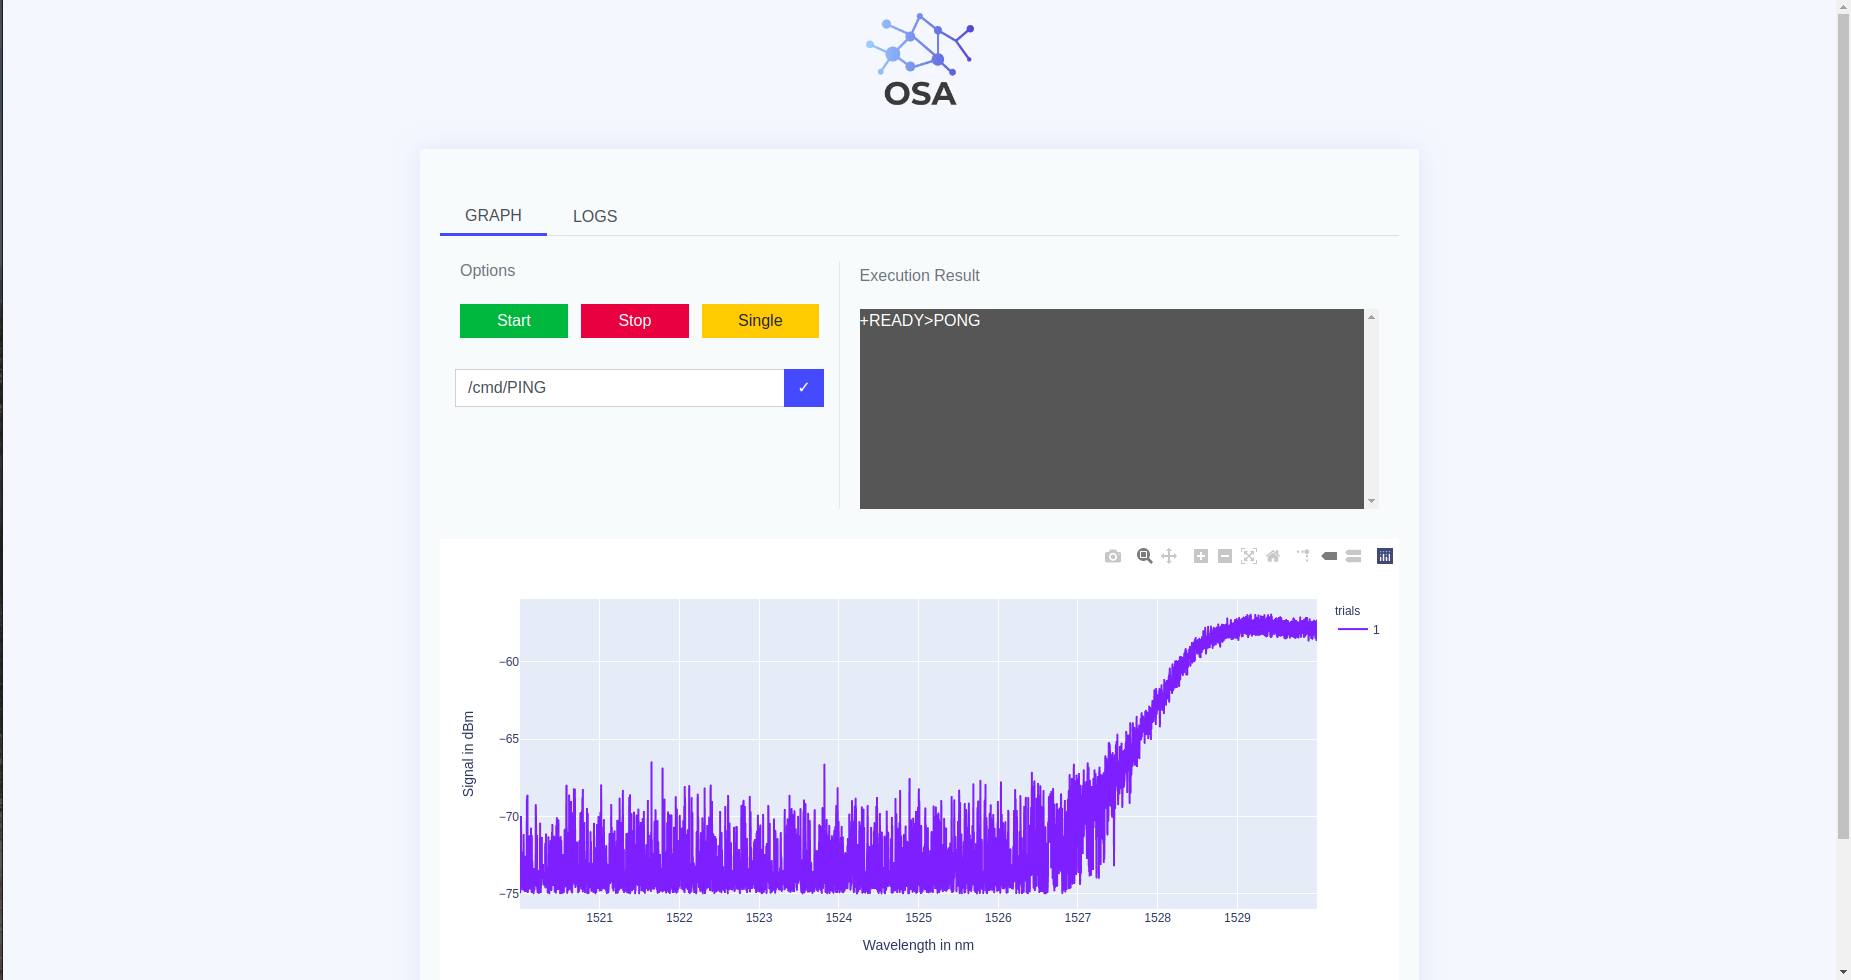 OSA
GRAPH
LOGS
Options
Start
Stop
Single
/cmd/PING
✓
Execution Result
+READY>PONG
trials
1
Signal in dBm
−60
−65
−70
−75
1521
1522
1523
1524
1525
1526
1527
1528
1529
Wavelength in nm